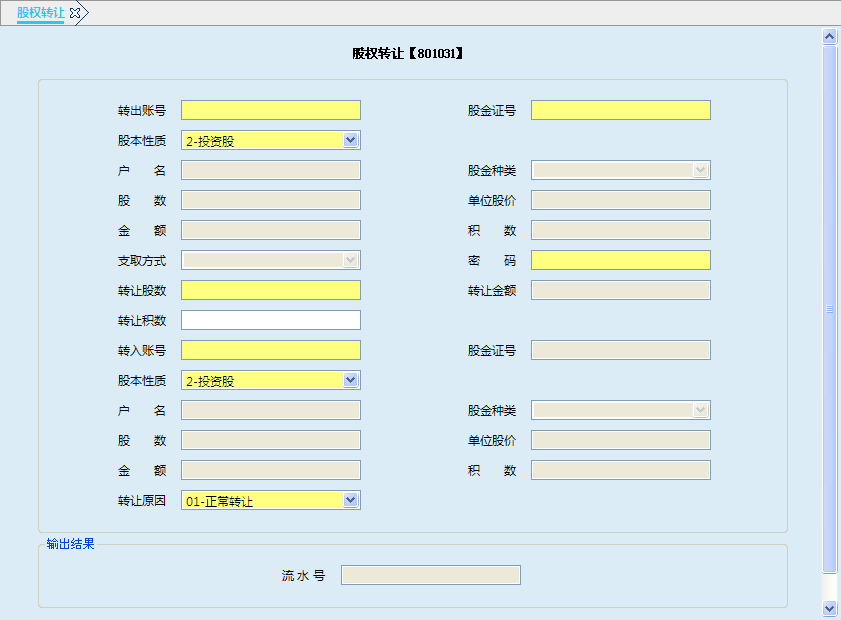 股权转让
股权转让【801031】
转出账号 股金证号
股本性质 2-投资股
户 名 股金种类
股 数 单位股价
金 额 积 数
支取方式 密 码
转让股数 转让金额
转让积数
转入账号 股金证号
股本性质 2-投资股
户 名 股金种类
股 数 单位股价
金 额 积 数
转让原因 01-正常转让
输出结果
流水号